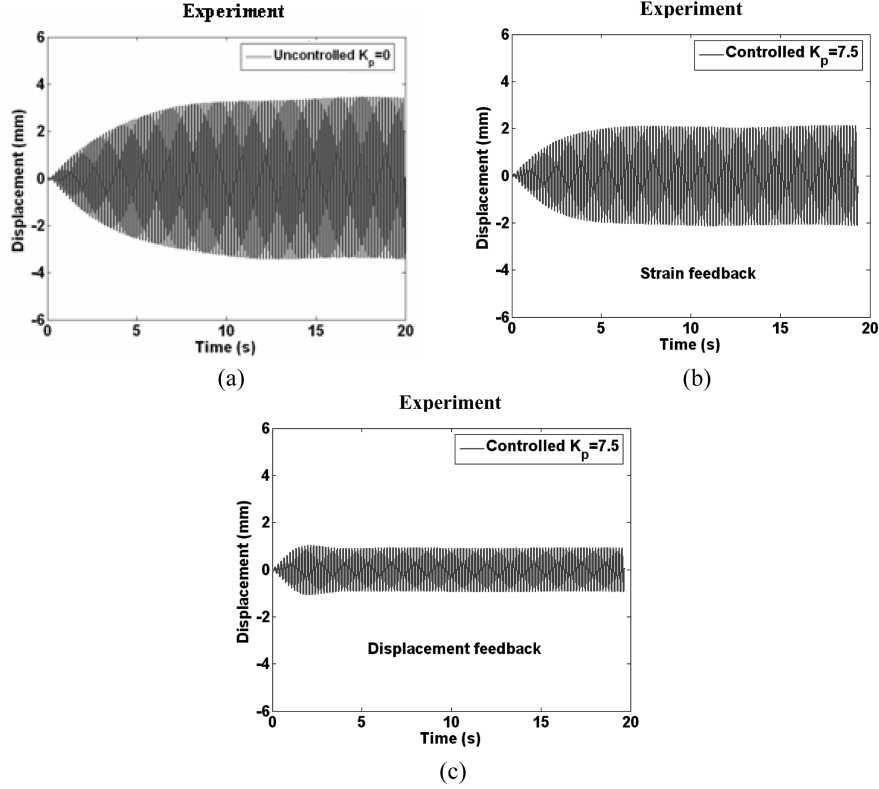 Experiment
Uncontrolled Kp=0
Displacement (mm)
6
4
2
0
-2
-4
-6
0
5
10
15
20
Time (s)
(a)
Experiment
Controlled Kp=7.5
Displacement (mm)
6
4
2
0
-2
-4
-6
Strain feedback
0
5
10
15
20
Time (s)
(b)
Experiment
Controlled Kp=7.5
Displacement (mm)
6
4
2
0
-2
-4
-6
Displacement feedback
0
5
10
15
20
Time (s)
(c)